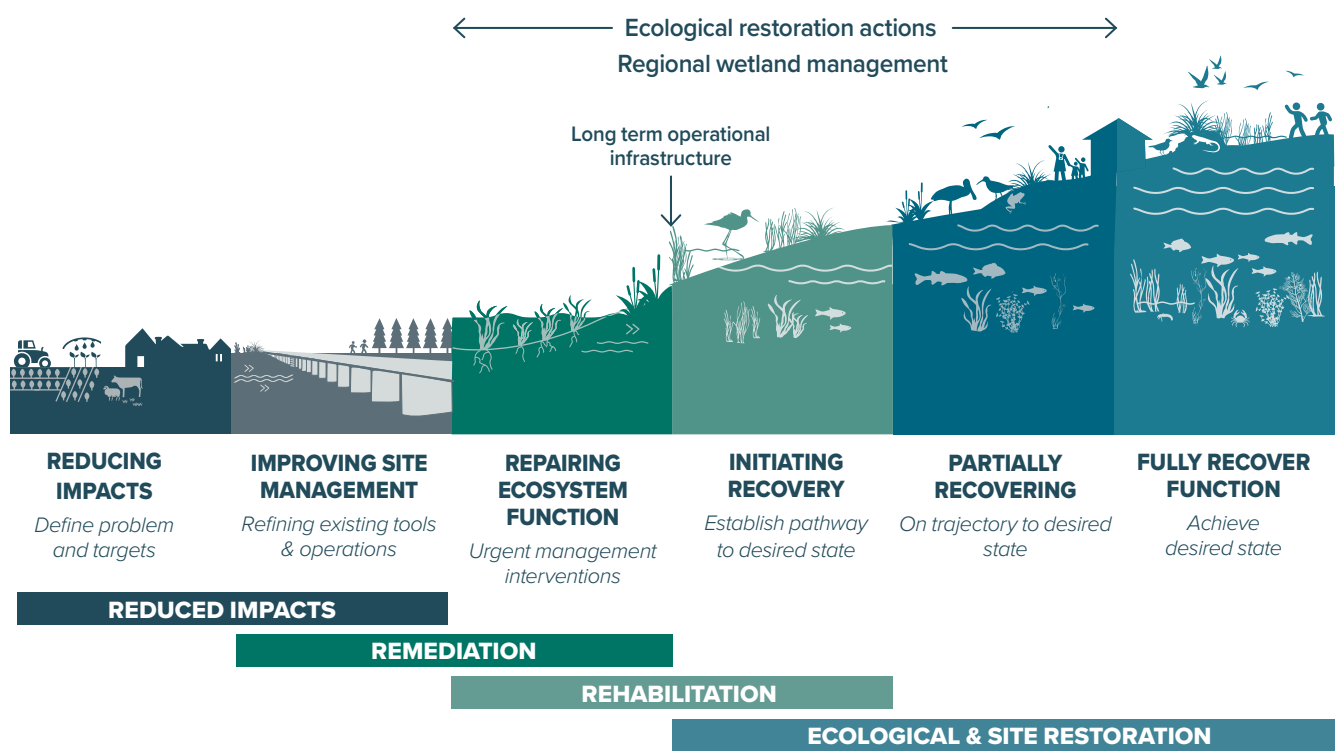 Ecological restoration actions
Regional wetland management
Long term operational
infrastructure
REDUCING
IMPACTS
Define problem
and targets
IMPROVING SITE
MANAGEMENT
Refining existing tools
& operations
REPAIRING
ECOSYSTEM
FUNCTION
Urgent management
interventions
INITIATING
RECOVERY
Establish pathway
to desired state
PARTIALLY
RECOVERING
On trajectory to desired
state
FULLY RECOVER
FUNCTION
Achieve
desired state
REDUCED IMPACTS
REMEDIATION
REHABILITATION
ECOLOGICAL & SITE RESTORATION